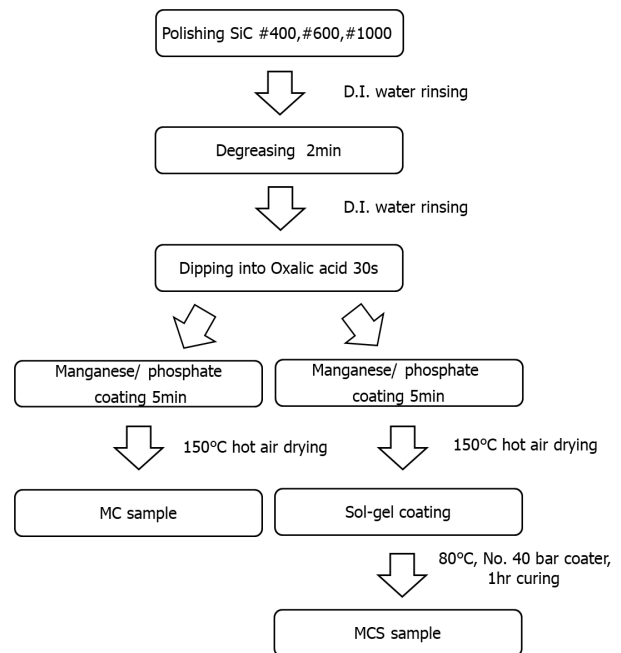 Polishing SiC #400,#600,#1000
D.I. water rinsing
Degreasing 2min
D.I. water rinsing
Dipping into Oxalic acid 30s
Manganese/ phosphate
coating 5min
Manganese/ phosphate
coating 5min
150°C hot air drying
150°C hot air drying
MC sample
Sol-gel coating
80°C, No. 40 bar coater,
1hr curing
MCS sample